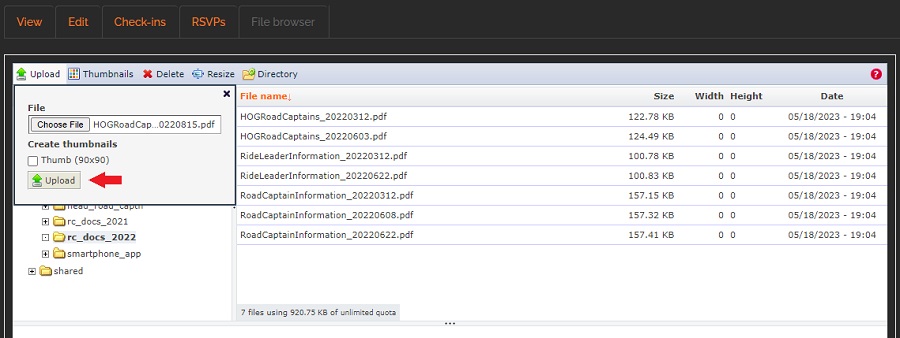 View Edit Check-ins RSVPs File browser
Upload Thumbnails Delete Resize Directory ?
File
Choose File HOGRoadCap...0220815.pdf
Create thumbnails
Thumb (90x90)
Upload
rc_docs_2021
rc_docs_2022
smartphone_app
shared
File name↓ Size Width Height Date
HOGRoadCaptains_20220312.pdf 122.78 KB 0 0 05/18/2023 - 19:04
HOGRoadCaptains_20220603.pdf 124.49 KB 0 0 05/18/2023 - 19:04
RideLeaderInformation_20220312.pdf 100.78 KB 0 0 05/18/2023 - 19:04
RideLeaderInformation_20220622.pdf 100.83 KB 0 0 05/18/2023 - 19:04
RoadCaptainInformation_20220312.pdf 157.15 KB 0 0 05/18/2023 - 19:04
RoadCaptainInformation_20220608.pdf 157.32 KB 0 0 05/18/2023 - 19:04
RoadCaptainInformation_20220622.pdf 157.41 KB 0 0 05/18/2023 - 19:04
7 files using 920.75 KB of unlimited quota